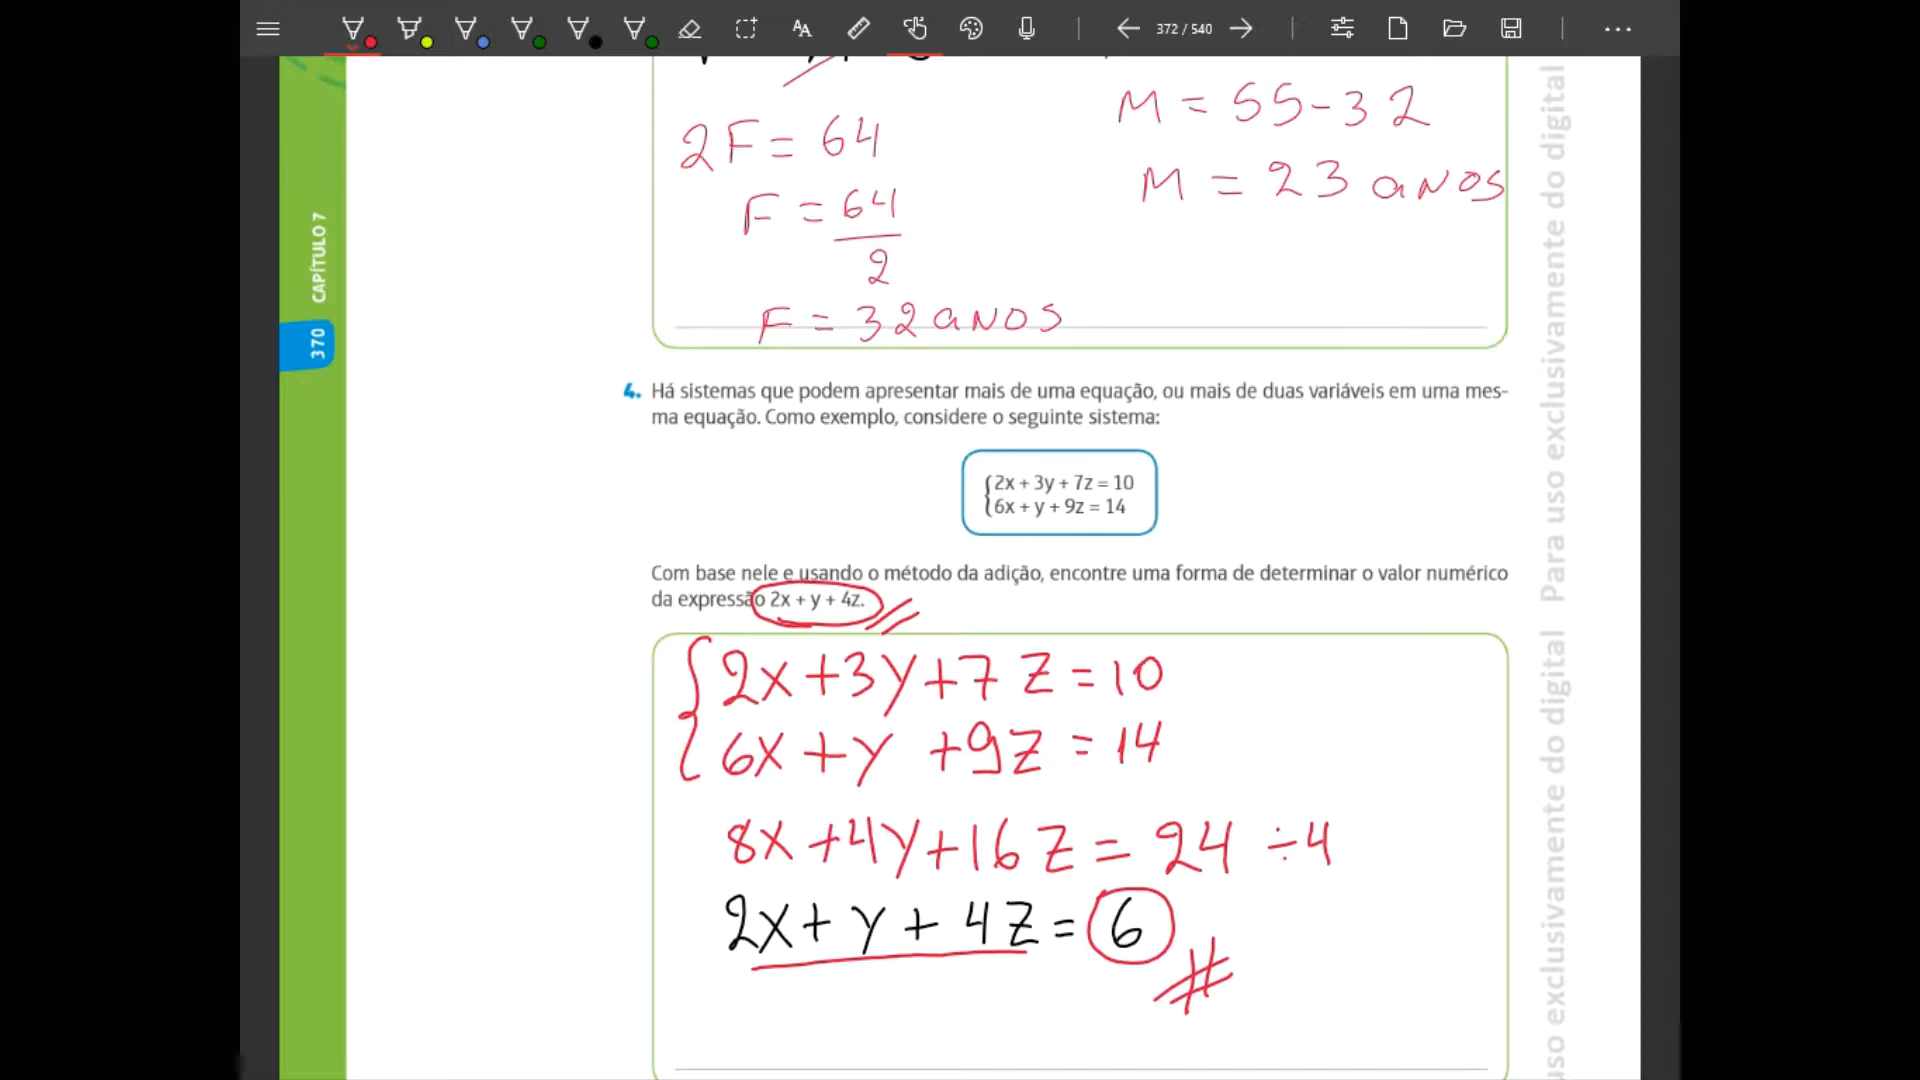 372 / 540
2F = 64
F = 64
2
F = 32 aNOS
M = 55-32
M = 23 aNOS
CAPÍTULO 7
370
4. Há sistemas que podem apresentar mais de uma equação, ou mais de duas variáveis em uma mes-
ma equação. Como exemplo, considere o seguinte sistema:
2x + 3y + 7z = 10
6x + y + 9z = 14
Com base nele e usando o método da adição, encontre uma forma de determinar o valor numérico
da expressão 2x + y + 4z.
2x+3y+7z=10
6x+y+9z=14
8x+4y+16z=24 ÷4
2x+y+4z=6
Para uso exclusivamente do digital
uso exclusivamente do digital